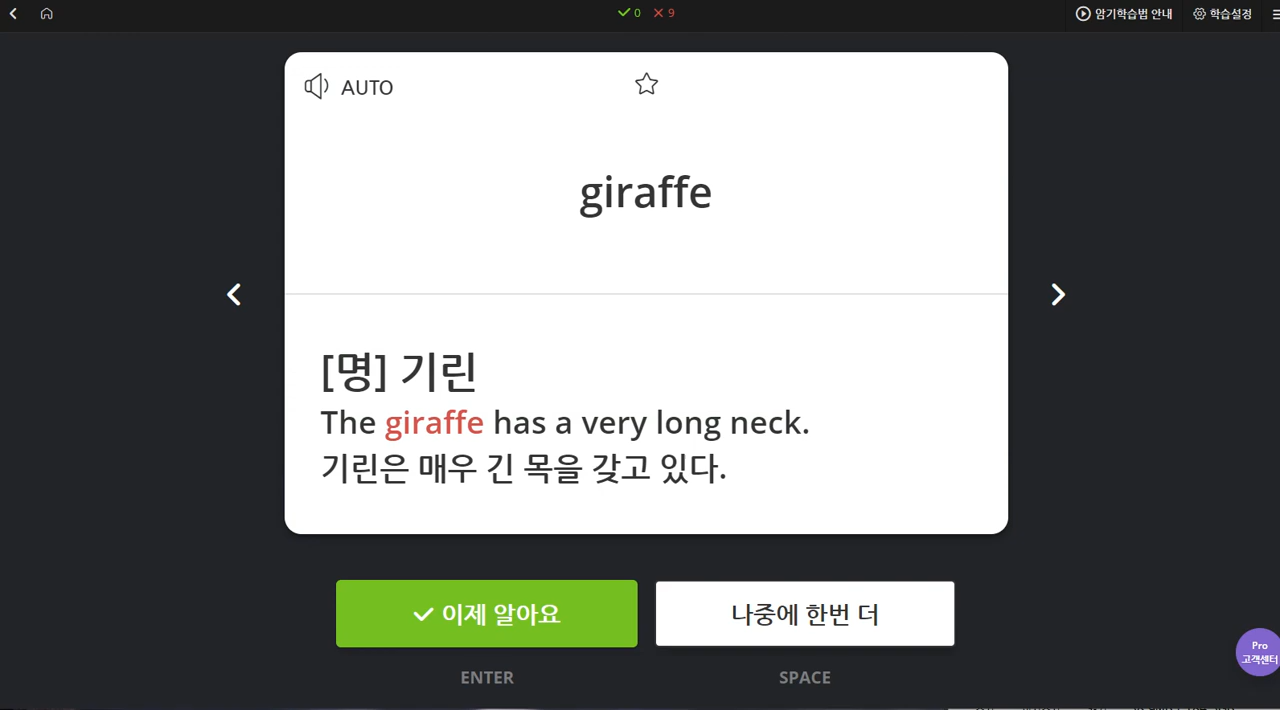 0 9 암기학습법 안내 학습설정
AUTO
giraffe
[명] 기린
The giraffe has a very long neck.
기린은 매우 긴 목을 갖고 있다.
이제 알아요 나중에 한번 더
ENTER SPACE
Pro
고객센터